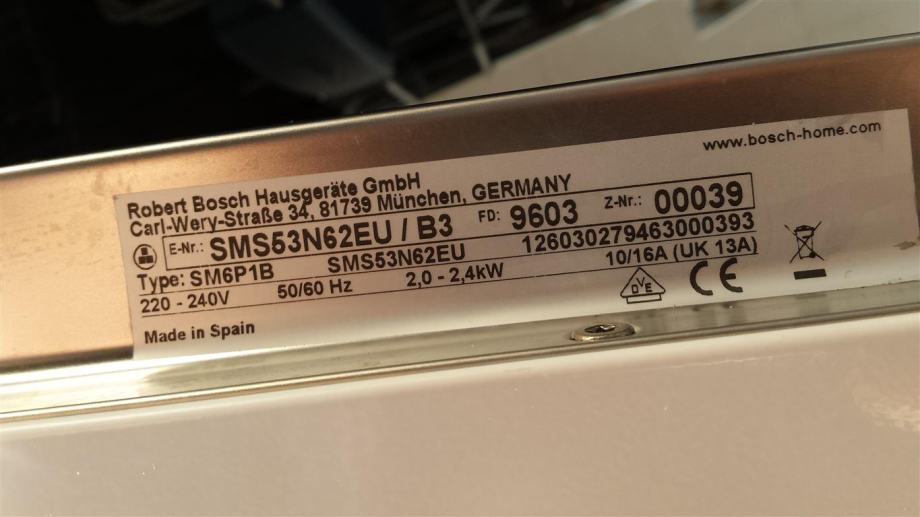 www.bosch-home.com
Robert Bosch Hausgeräte GmbH
Carl-Wery-Straße 34, 81739 München, GERMANY
E-Nr.: SMS53N62EU / B3 FD: 9603 Z-Nr.: 00039
Type: SM6P1B SMS53N62EU 126030279463000393
220 - 240V 50/60 Hz 2,0 - 2,4kW 10/16A (UK 13A)
DVE CE
Made in Spain